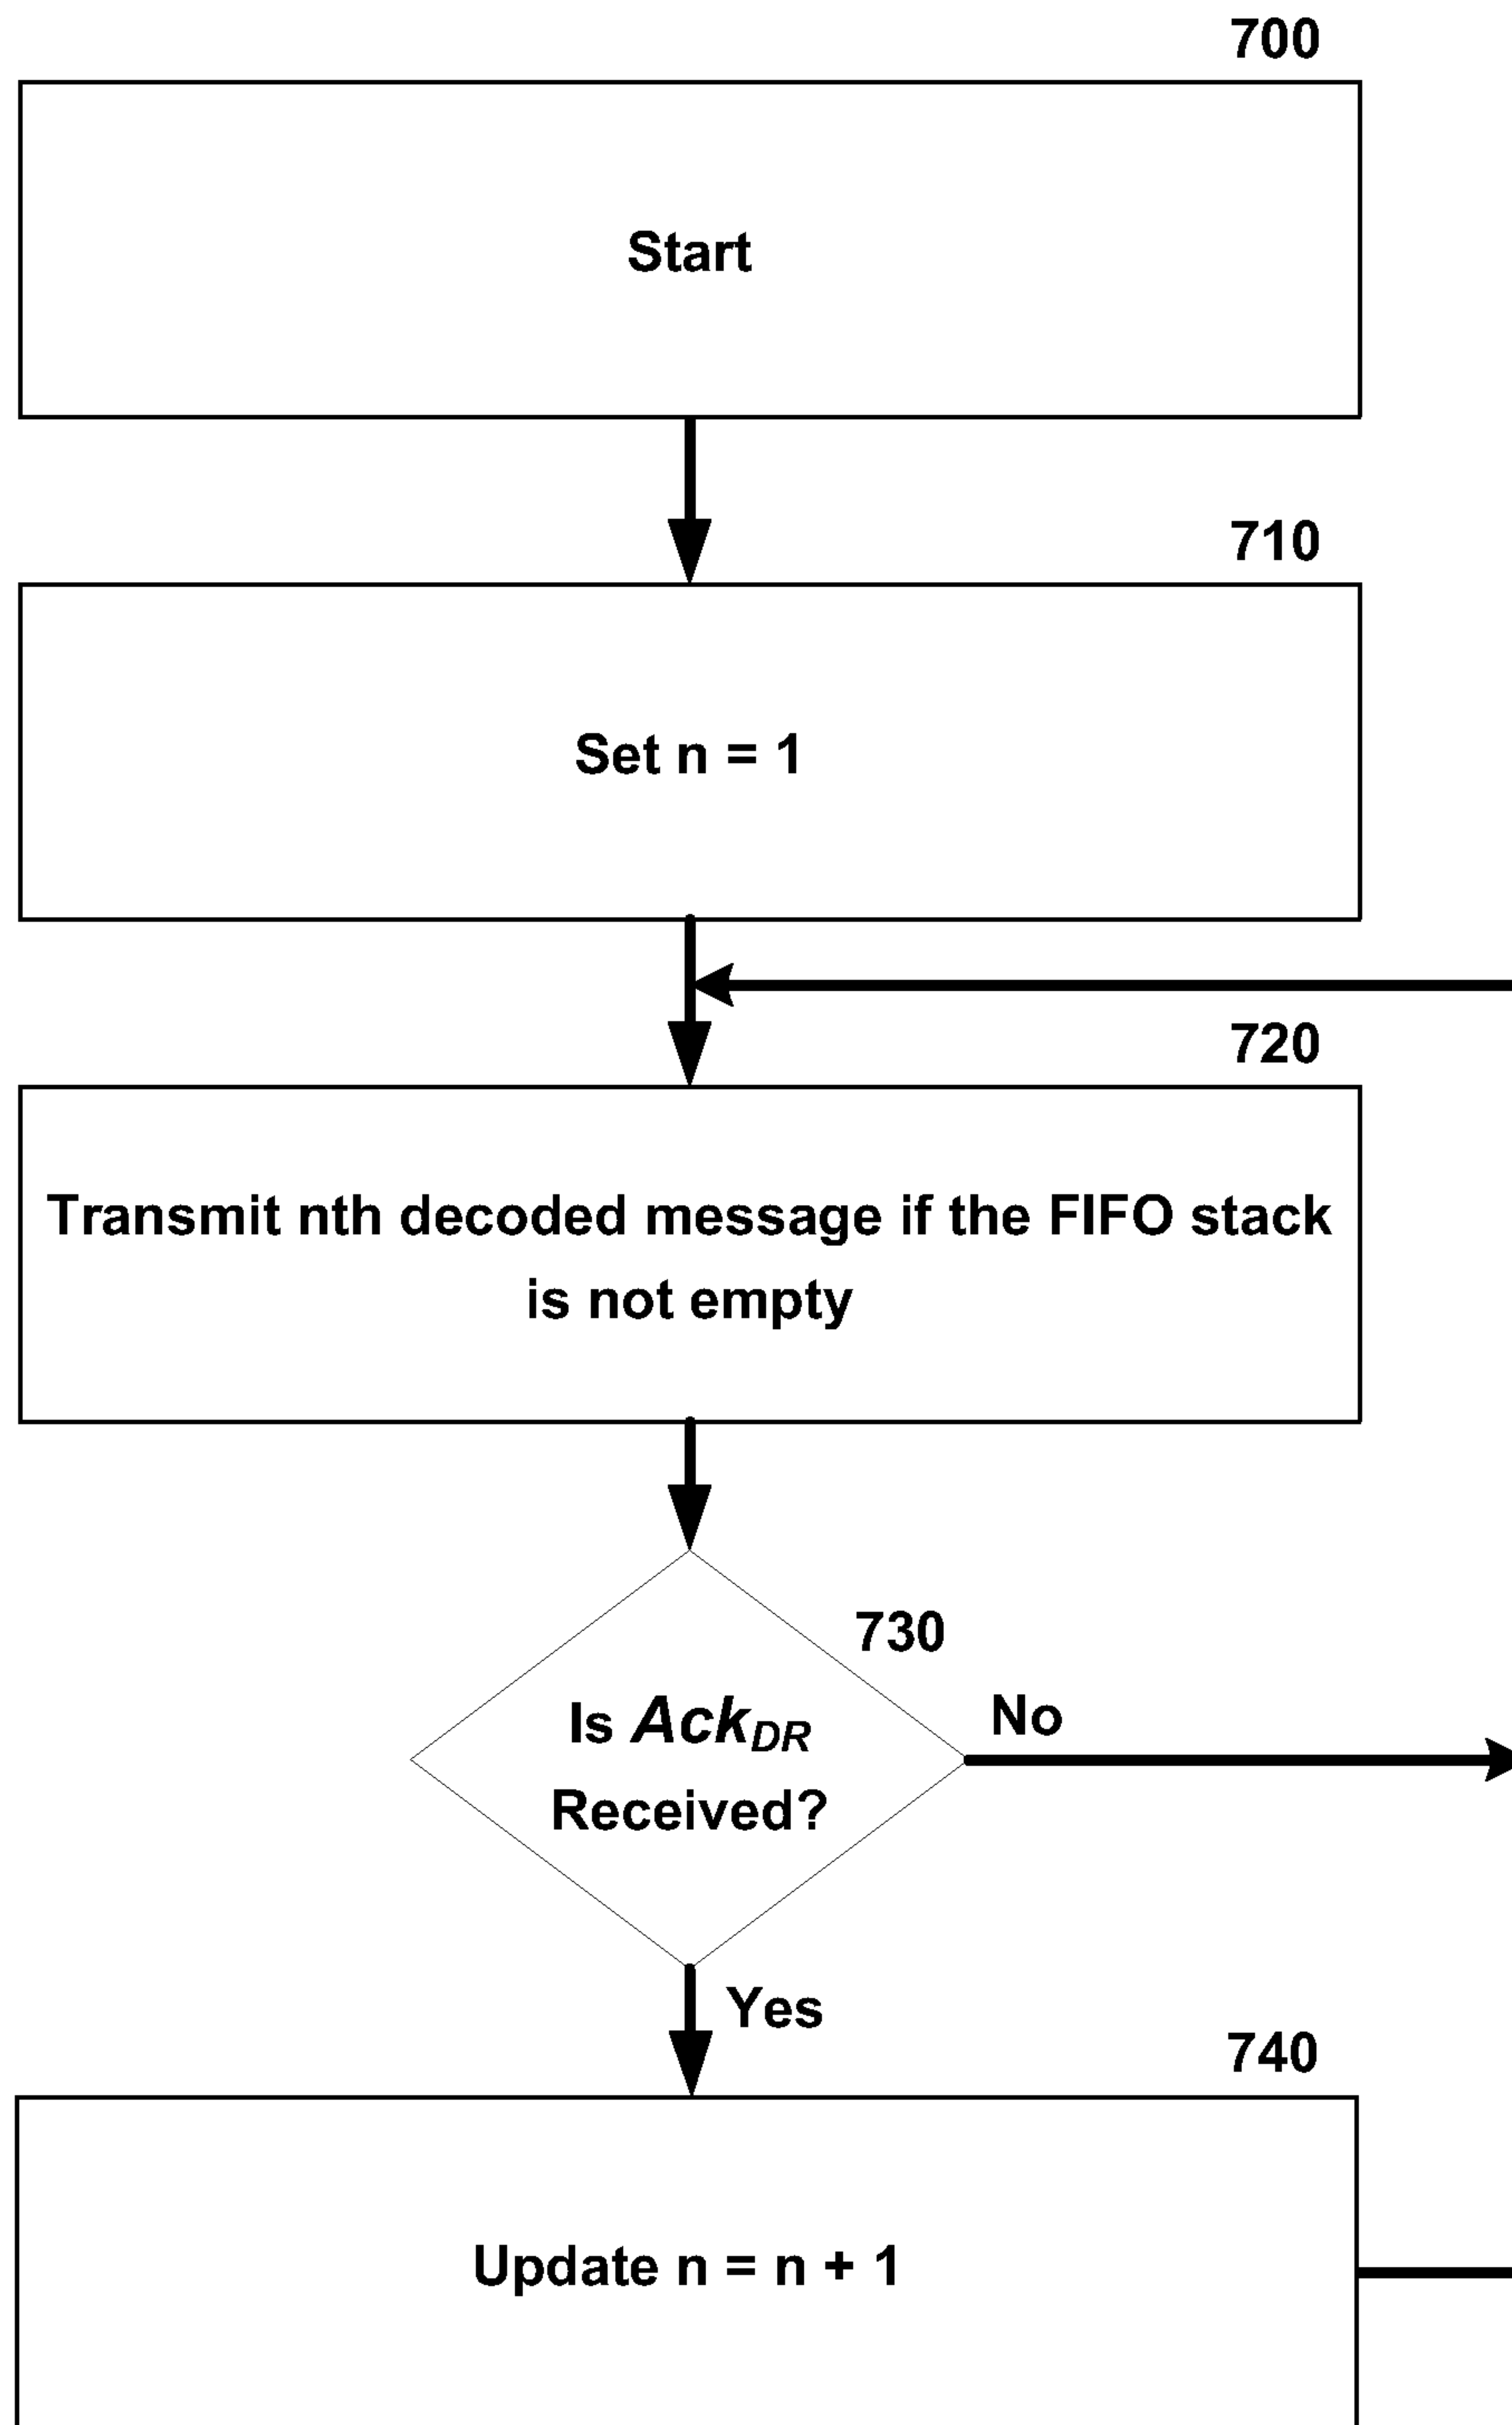 700
Start
710
Set n = 1
720
Transmit nth decoded message if the FIFO stack
is not empty
730
Is AckDR
No
Received?
Yes
740
Update n = n + 1